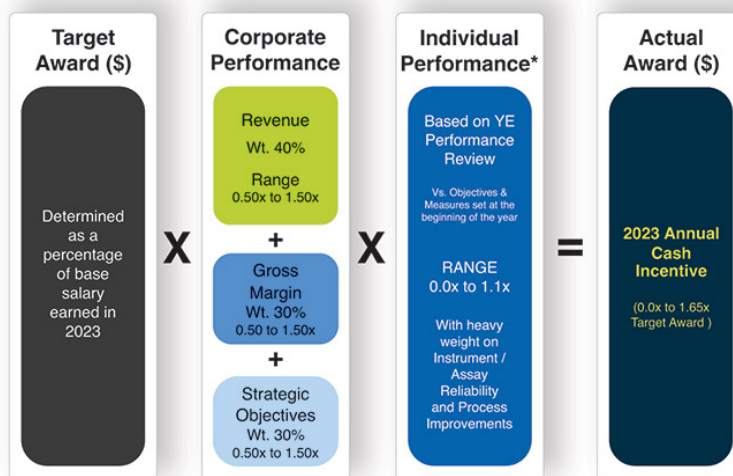 Target
Award ($)
Determined
as a
percentage
of base
salary
earned in
2023
X
Corporate
Performance
Revenue
Wt. 40%
Range
0.50x to 1.50x
+
Gross
Margin
Wt. 30%
0.50 to 1.50x
+
Strategic
Objectives
Wt. 30%
0.50x to 1.50x
X
Individual
Performance*
Based on YE
Performance
Review
Vs. Objectives &
Measures set at the
beginning of the year
RANGE
0.0x to 1.1x
With heavy
weight on
Instrument /
Assay
Reliability
and Process
Improvements
=
Actual
Award ($)
2023 Annual
Cash
Incentive
(0.0x to 1.65x
Target Award )